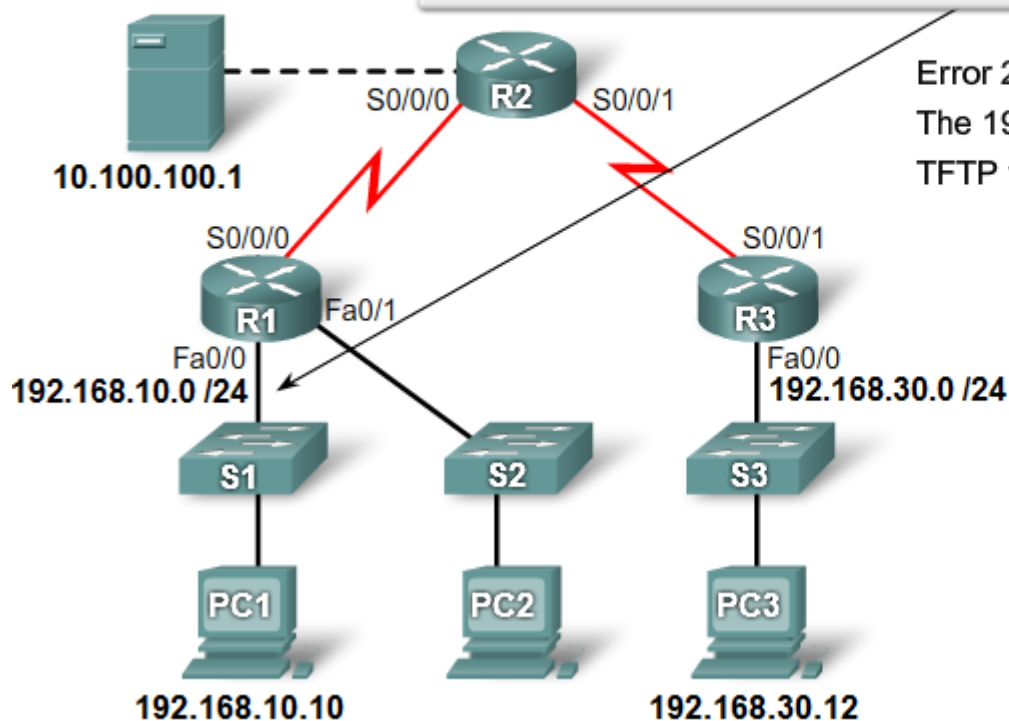 R2
S0/0/0
S0/0/1
Error 2
The 19
TFTP
10.100.100.1
S0/0/0
S0/0/1
R1
Fa0/1
R3
Fa0/0
Fa0/0
192.168.10.0 /24
192.168.30.0 /24
S1
S2
S3
PC1
PC2
PC3
192.168.10.10
192.168.30.12